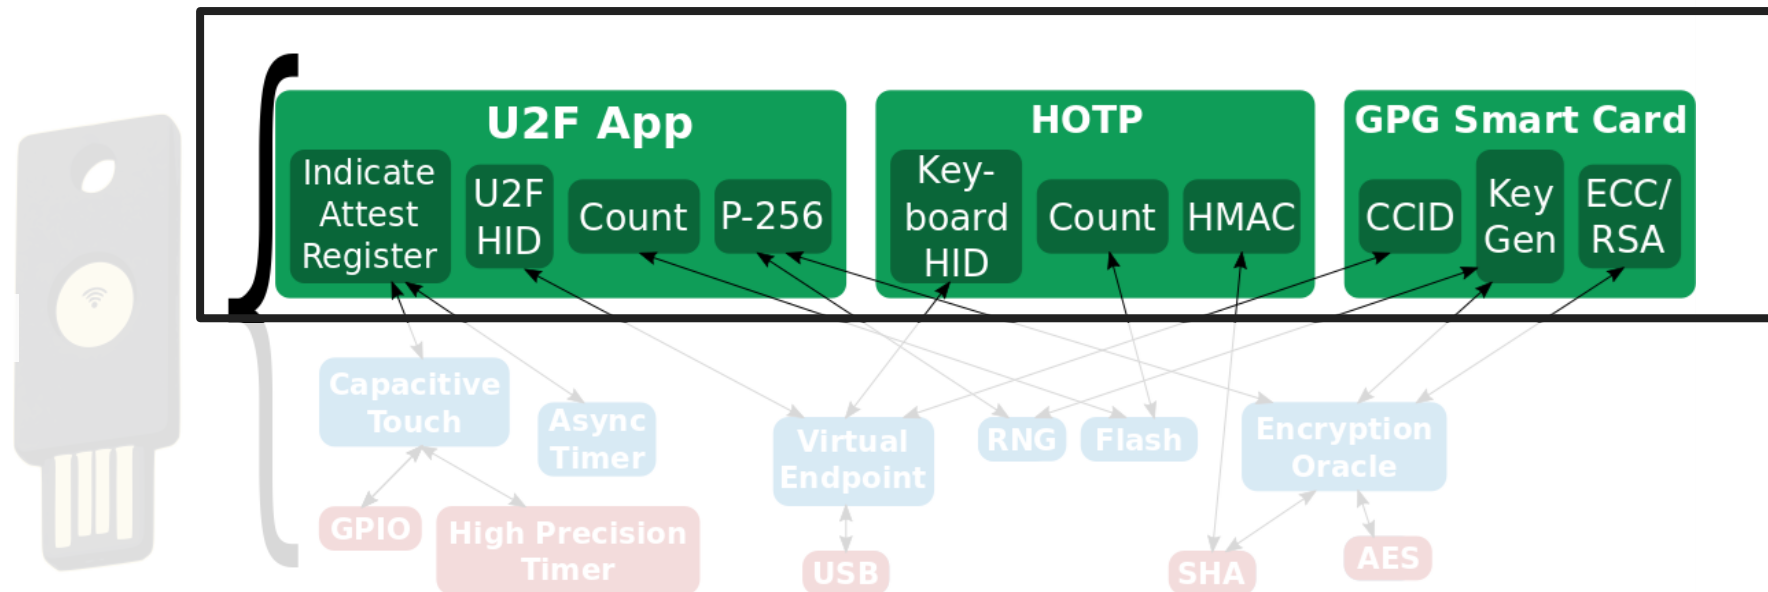 U2F App
Indicate
Attest
Register
U2F
HID
Count
P-256
HOTP
Key-
board
HID
Count
HMAC
GPG Smart Card
CCID
Key
Gen
ECC/
RSA
Capacitive
Touch
Async
Timer
Virtual
Endpoint
RNG
Flash
Encryption
Oracle
GPIO
High Precision
Timer
USB
SHA
AES